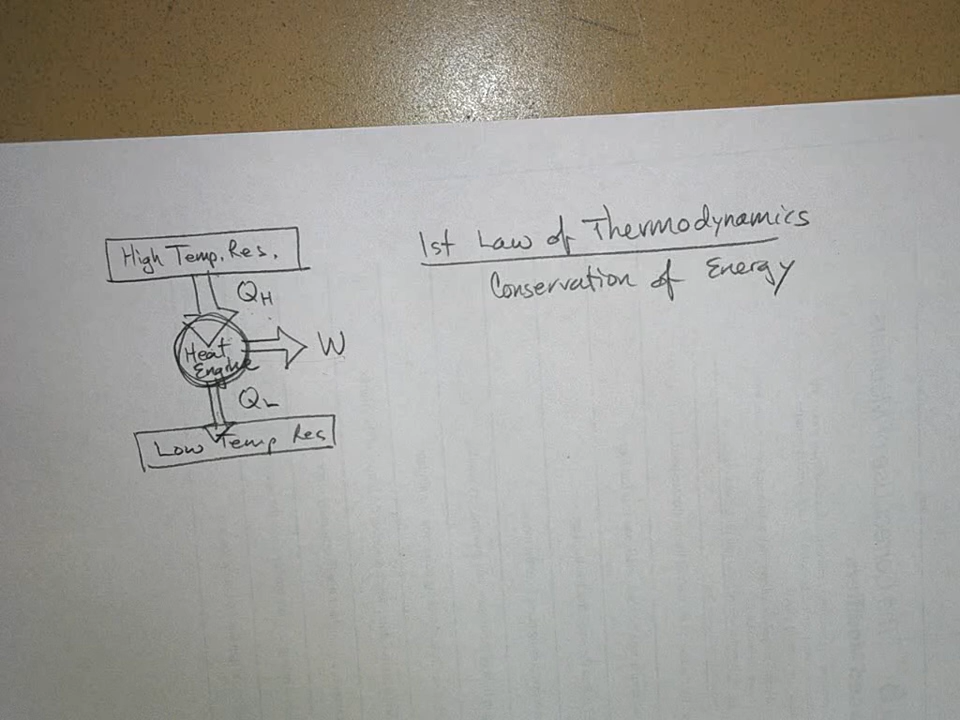 High Temp. Res.
QH
Heat
Engine
W
QL
Low Temp Res
1st Law of Thermodynamics
Conservation of Energy